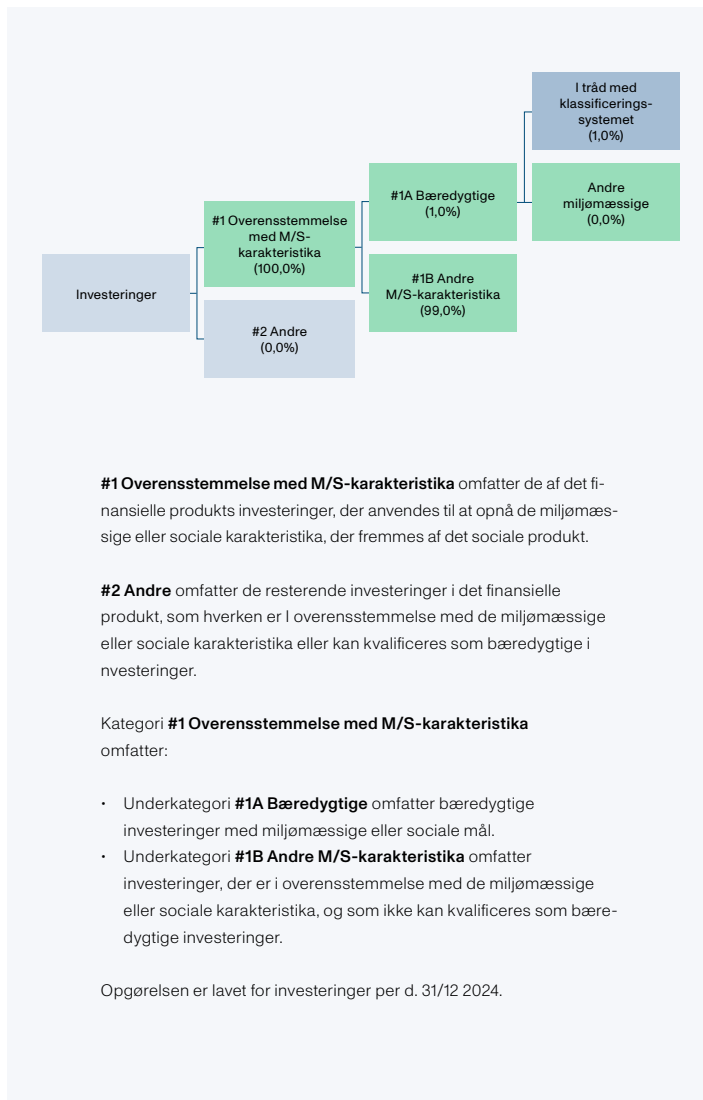 I tråd med
klassificerings-
systemet
(1,0%)
#1A Bæredygtige
(1,0%)
Andre
miljømæssige
(0,0%)
#1 Overensstemmelse
med M/S-
karakteristika
(100,0%)
Investeringer
#1B Andre
M/S-karakteristika
(99,0%)
#2 Andre
(0,0%)
#1 Overensstemmelse med M/S-karakteristika omfatter de af det fi-
nansielle produkts investeringer, der anvendes til at opnå de miljømæs-
sige eller sociale karakteristika, der fremmes af det sociale produkt.
#2 Andre omfatter de resterende investeringer i det finansielle
produkt, som hverken er I overensstemmelse med de miljømæssige
eller sociale karakteristika eller kan kvalificeres som bæredygtige i
nvesteringer.
Kategori #1 Overensstemmelse med M/S-karakteristika
omfatter:
• Underkategori #1A Bæredygtige omfatter bæredygtige
investeringer med miljømæssige eller sociale mål.
• Underkategori #1B Andre M/S-karakteristika omfatter
investeringer, der er i overensstemmelse med de miljømæssige
eller sociale karakteristika, og som ikke kan kvalificeres som bære-
dygtige investeringer.
Opgørelsen er lavet for investeringer per d. 31/12 2024.